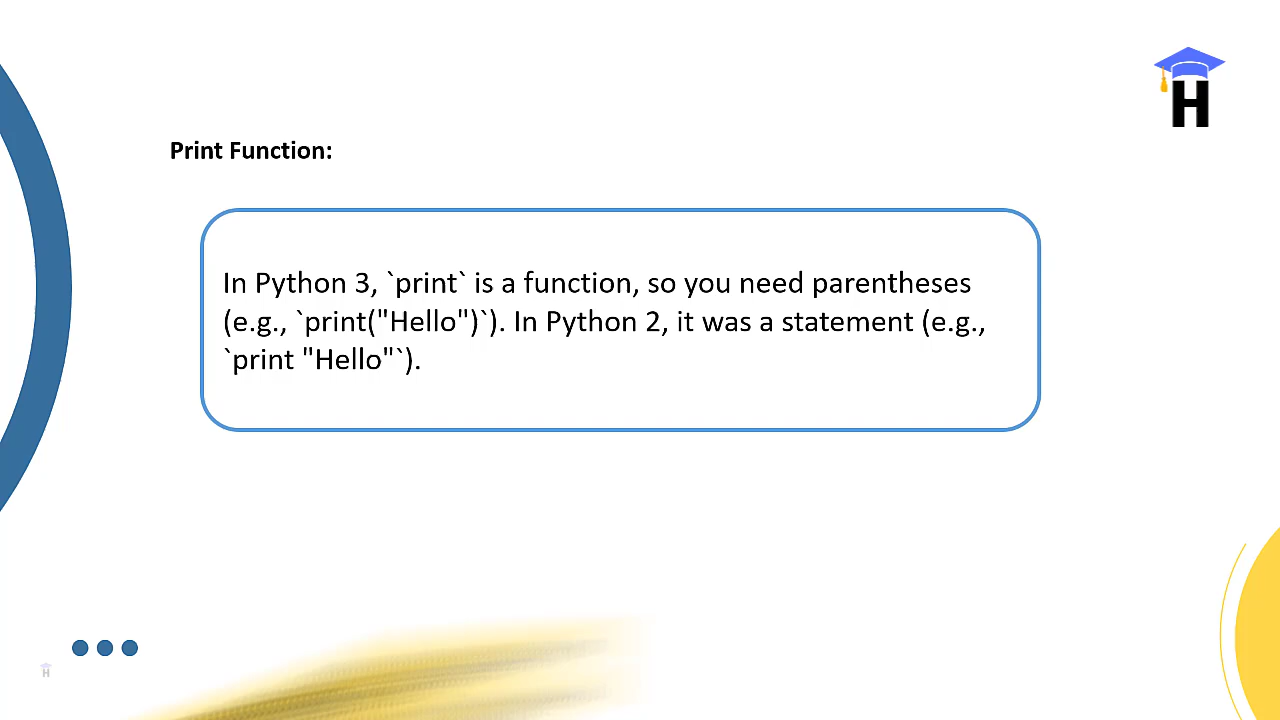 H
Print Function:
In Python 3, `print` is a function, so you need parentheses
(e.g., `print("Hello")`). In Python 2, it was a statement (e.g.,
`print "Hello"`).
H